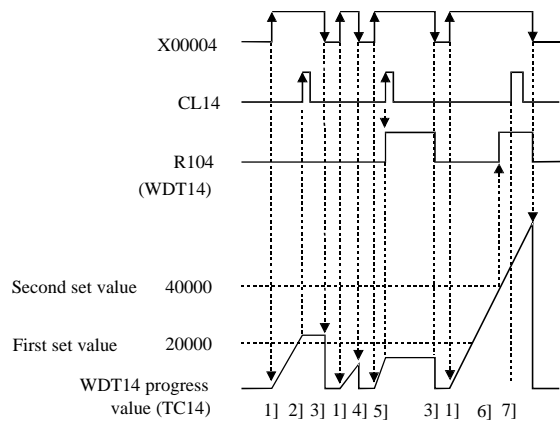 X00004
CL14
R104
(WDT14)
Second set value 40000
First set value 20000
WDT14 progress
value (TC14)
1] 2] 3] 1] 4] 5] 3] 1] 6] 7]